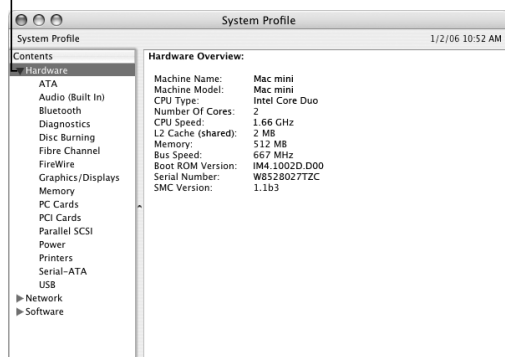 System Profile
System Profile 1/2/06 10:52 AM
Contents
Hardware
ATA
Audio (Built In)
Bluetooth
Diagnostics
Disc Burning
Fibre Channel
FireWire
Graphics/Displays
Memory
PC Cards
PCI Cards
Parallel SCSI
Power
Printers
Serial-ATA
USB
Network
Software
Hardware Overview:
Machine Name: Mac mini
Machine Model: Mac mini
CPU Type: Intel Core Duo
Number Of Cores: 2
CPU Speed: 1.66 GHz
L2 Cache (shared): 2 MB
Memory: 512 MB
Bus Speed: 667 MHz
Boot ROM Version: IM4.1002D.D00
Serial Number: W8528027TZC
SMC Version: 1.1b3